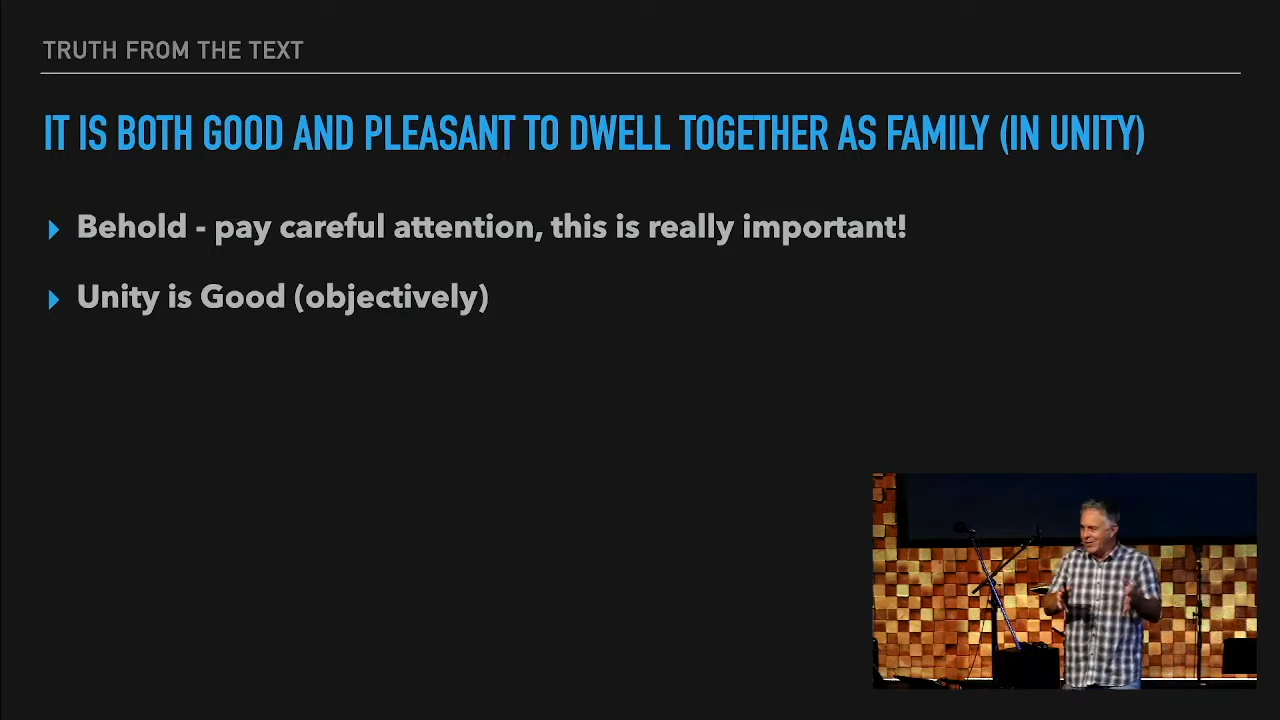 TRUTH FROM THE TEXT
IT IS BOTH GOOD AND PLEASANT TO DWELL TOGETHER AS FAMILY (IN UNITY)
Behold - pay careful attention, this is really important!
Unity is Good (objectively)